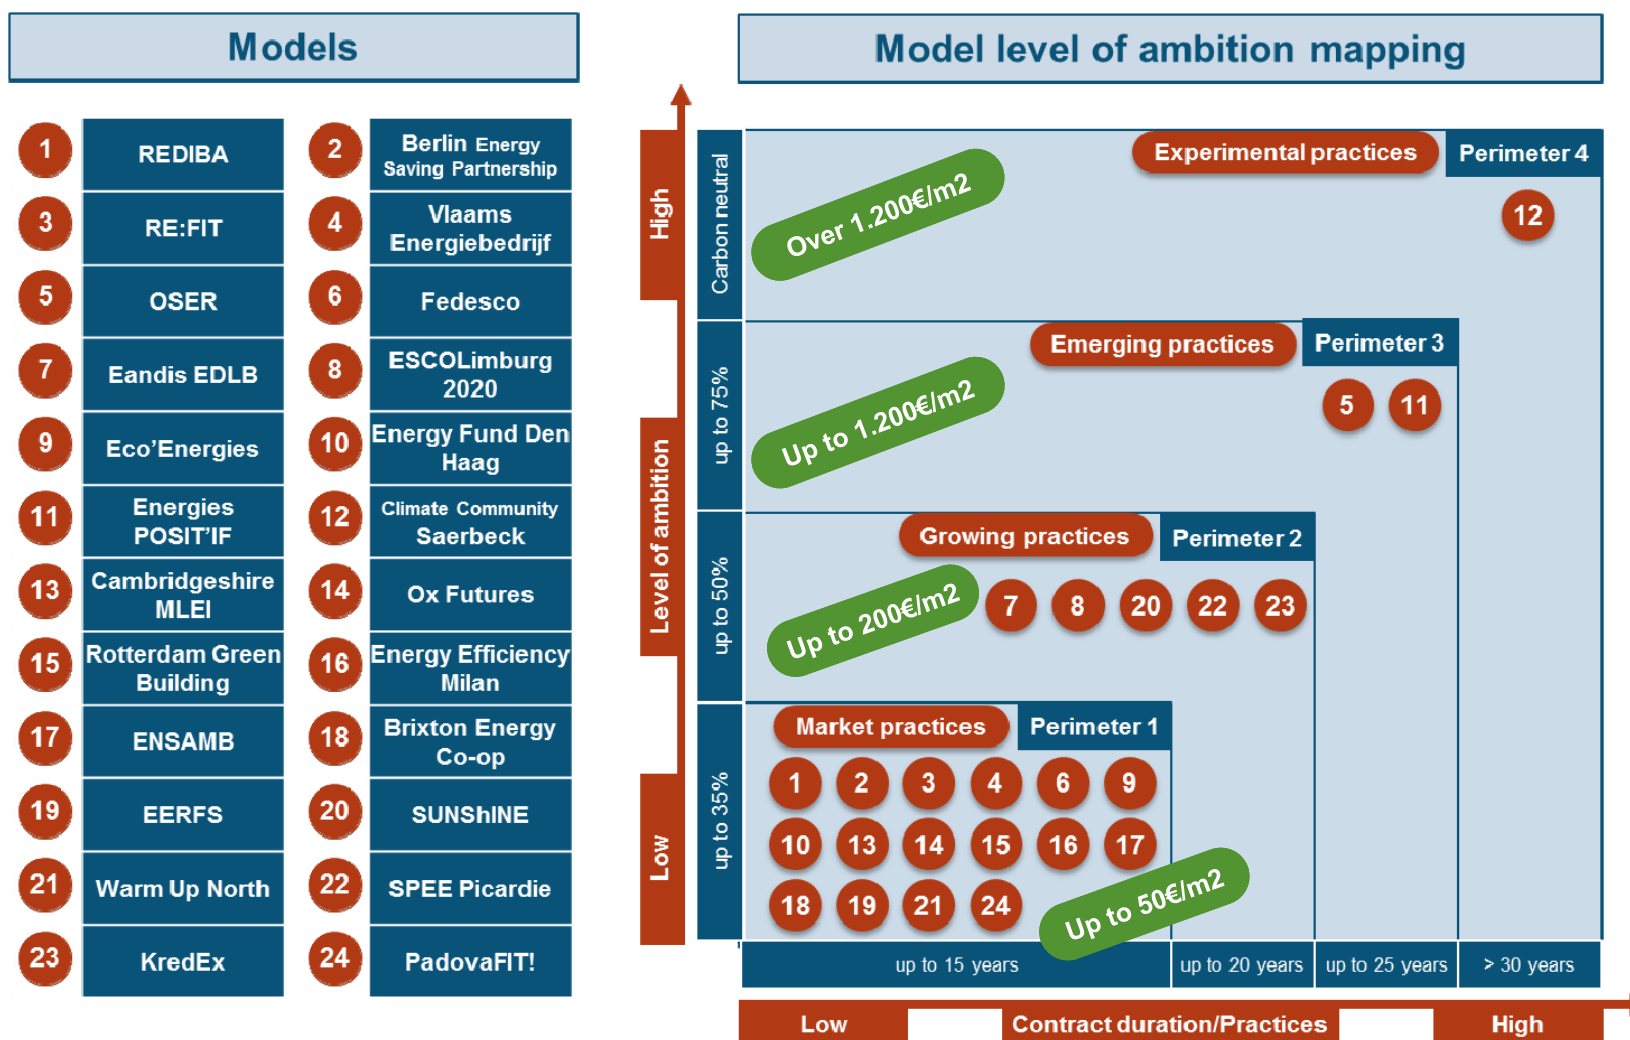 Models
1
REDIBA
2
Berlin Energy
Saving Partnership
3
RE:FIT
4
Vlaams
Energiebedrijf
5
OSER
6
Fedesco
7
Eandis EDLB
8
ESCOLimburg
2020
9
Eco’Energies
10
Energy Fund Den
Haag
11
Energies
POSIT’IF
12
Climate Community
Saerbeck
13
Cambridgeshire
MLEI
14
Ox Futures
15
Rotterdam Green
Building
16
Energy Efficiency
Milan
17
ENSAMB
18
Brixton Energy
Co-op
19
EERFS
20
SUNShINE
21
Warm Up North
22
SPEE Picardie
23
KredEx
24
PadovaFIT!
Model level of ambition mapping
High
Level of ambition
Low
Carbon neutral
Over 1.200€/m2
Experimental practices
Perimeter 4
12
up to 75%
Up to 1.200€/m2
Emerging practices
Perimeter 3
5 11
up to 50%
Up to 200€/m2
Growing practices
Perimeter 2
7 8 20 22 23
up to 35%
Market practices
Perimeter 1
1 2 3 4 6 9
10 13 14 15 16 17
18 19 21 24
Up to 50€/m2
up to 15 years
up to 20 years
up to 25 years
> 30 years
Low
Contract duration/Practices
High